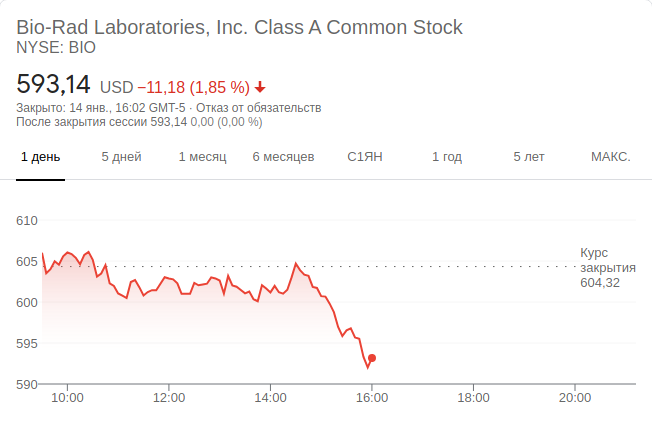 Bio-Rad Laboratories, Inc. Class A Common Stock
NYSE: BIO
593,14 USD −11,18 (1,85 %)
Закрыто: 14 янв., 16:02 GMT-5 · Отказ от обязательств
После закрытия сессии 593,14 0,00 (0,00 %)
1 день 5 дней 1 месяц 6 месяцев С1ЯН 1 год 5 лет МАКС.
610
605
600
595
590
Курс
закрытия
604,32
10:00 12:00 14:00 16:00 18:00 20:00